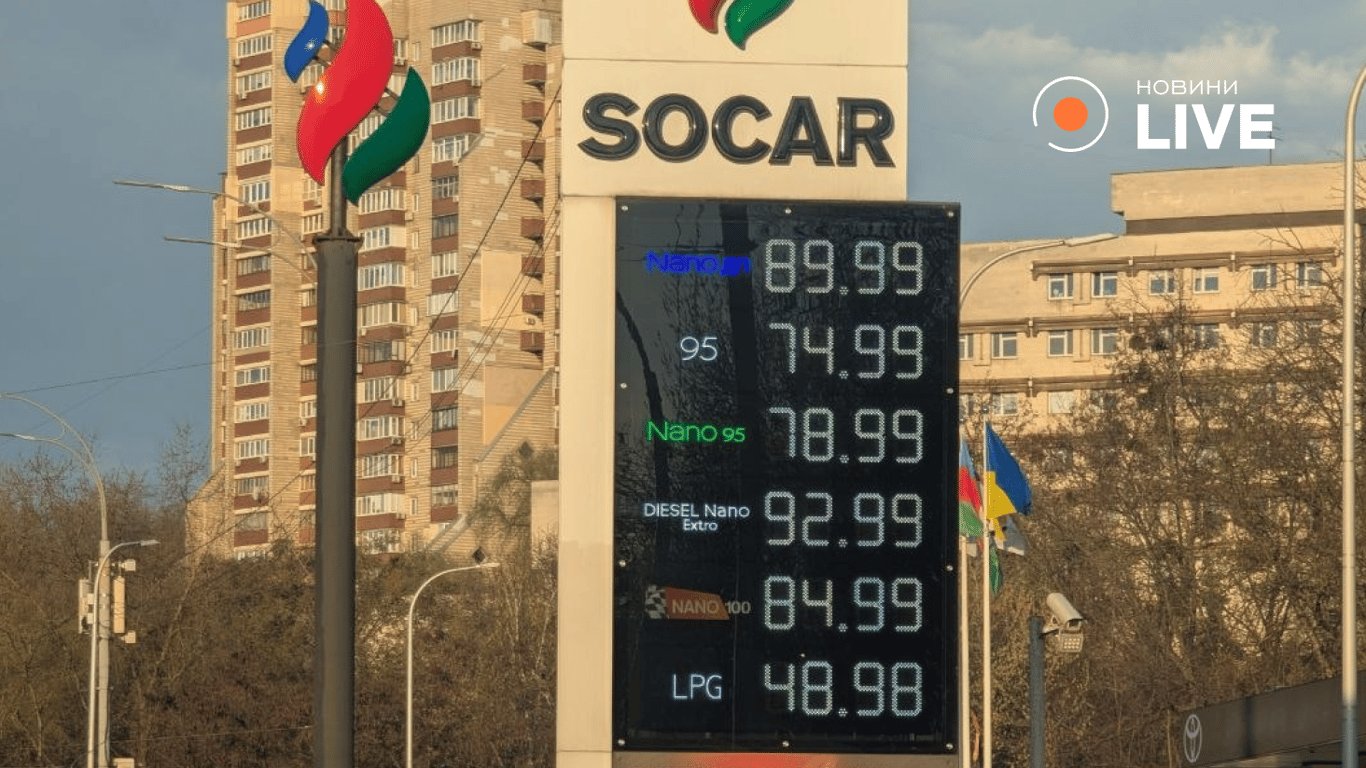 SOCAR
НОВИНИ
LIVE
Nano ДП 89.99
95 74.99
Nano 95 78.99
DIESEL Nano
Extro
92.99
NANO 100 84.99
LPG 48.98